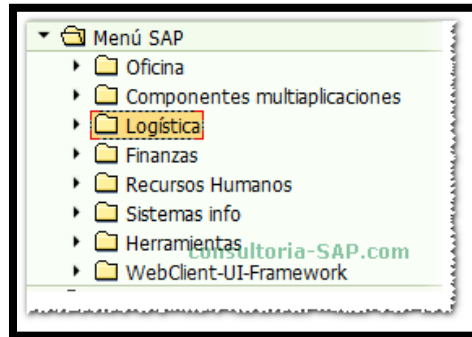 Menú SAP
Oficina
Componentes multiaplicaciones
Logística
Finanzas
Recursos Humanos
Sistemas info
Herramientas
consultoria-SAP.com
WebClient-UI-Framework